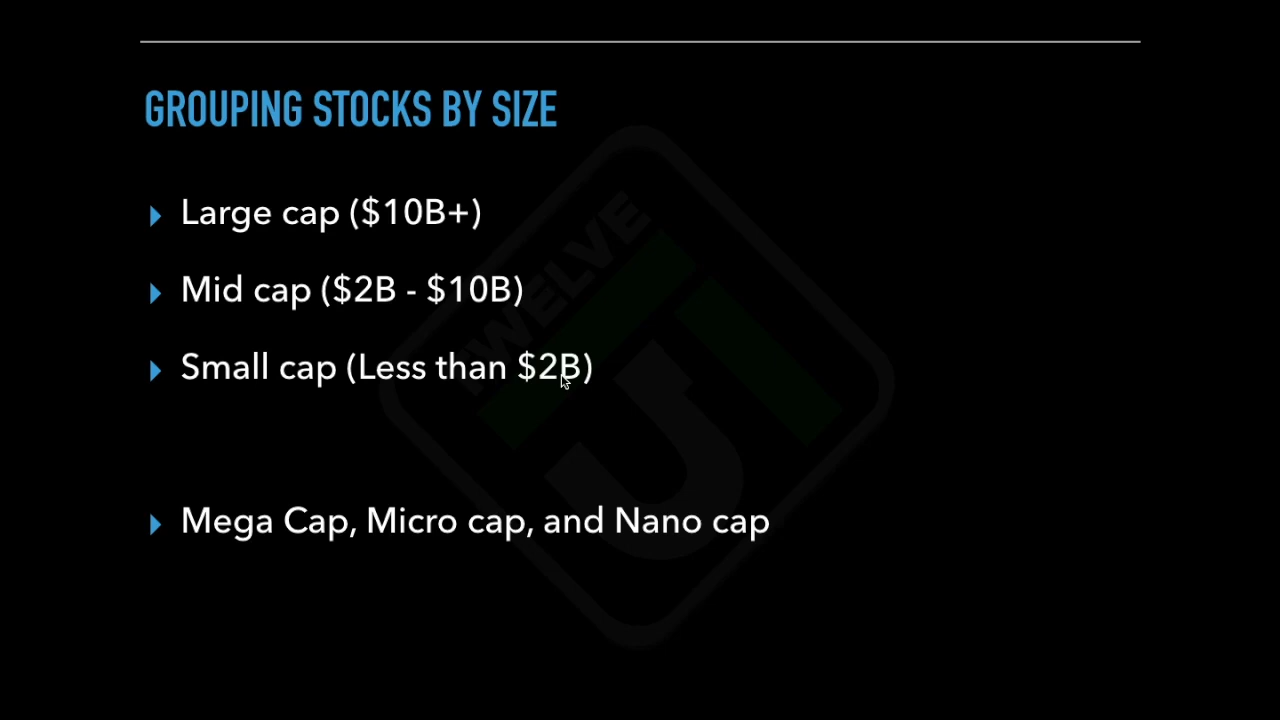 GROUPING STOCKS BY SIZE
Large cap ($10B+)
Mid cap ($2B - $10B)
Small cap (Less than $2B)
Mega Cap, Micro cap, and Nano cap
TWELVE